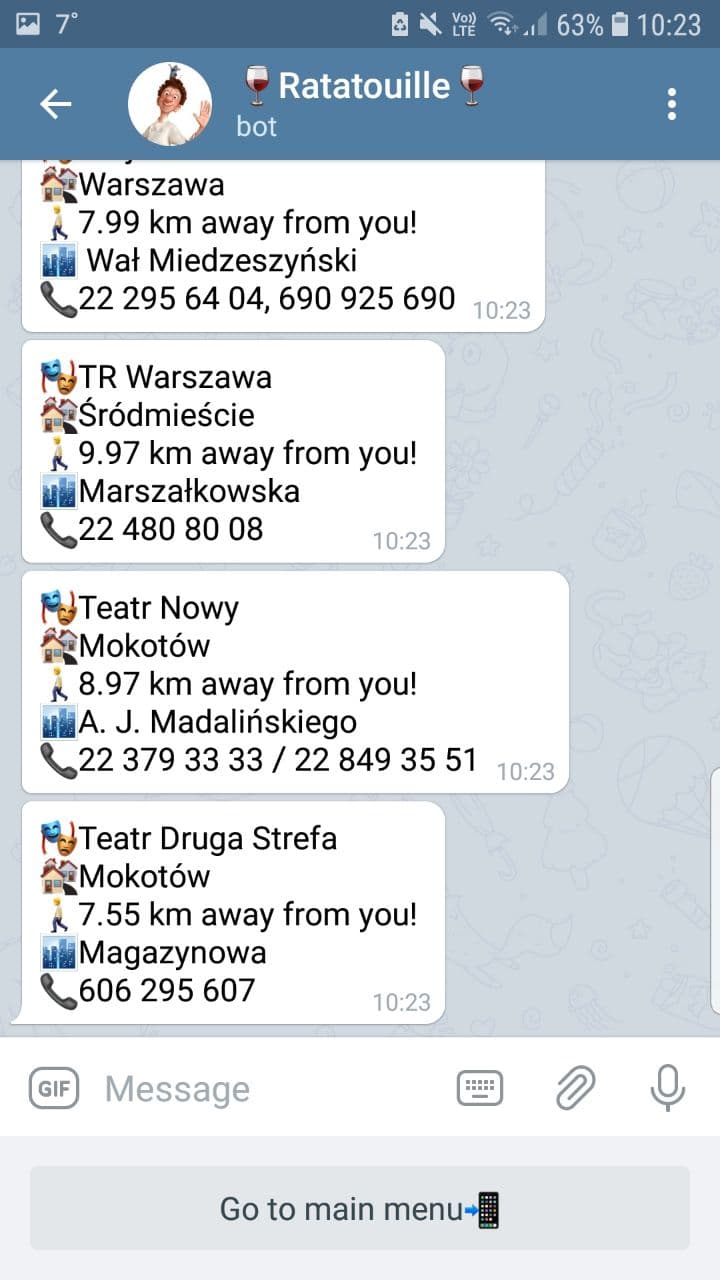 7°
Vo))
LTE
63%
10:23
Ratatouille
bot
Warszawa
7.99 km away from you!
Wał Miedzeszyński
22 295 64 04, 690 925 690
10:23
TR Warszawa
Śródmieście
9.97 km away from you!
Marszałkowska
22 480 80 08
10:23
Teatr Nowy
Mokotów
8.97 km away from you!
A. J. Madalińskiego
22 379 33 33 / 22 849 35 51
10:23
Teatr Druga Strefa
Mokotów
7.55 km away from you!
Magazynowa
606 295 607
10:23
GIF
Message
Go to main menu